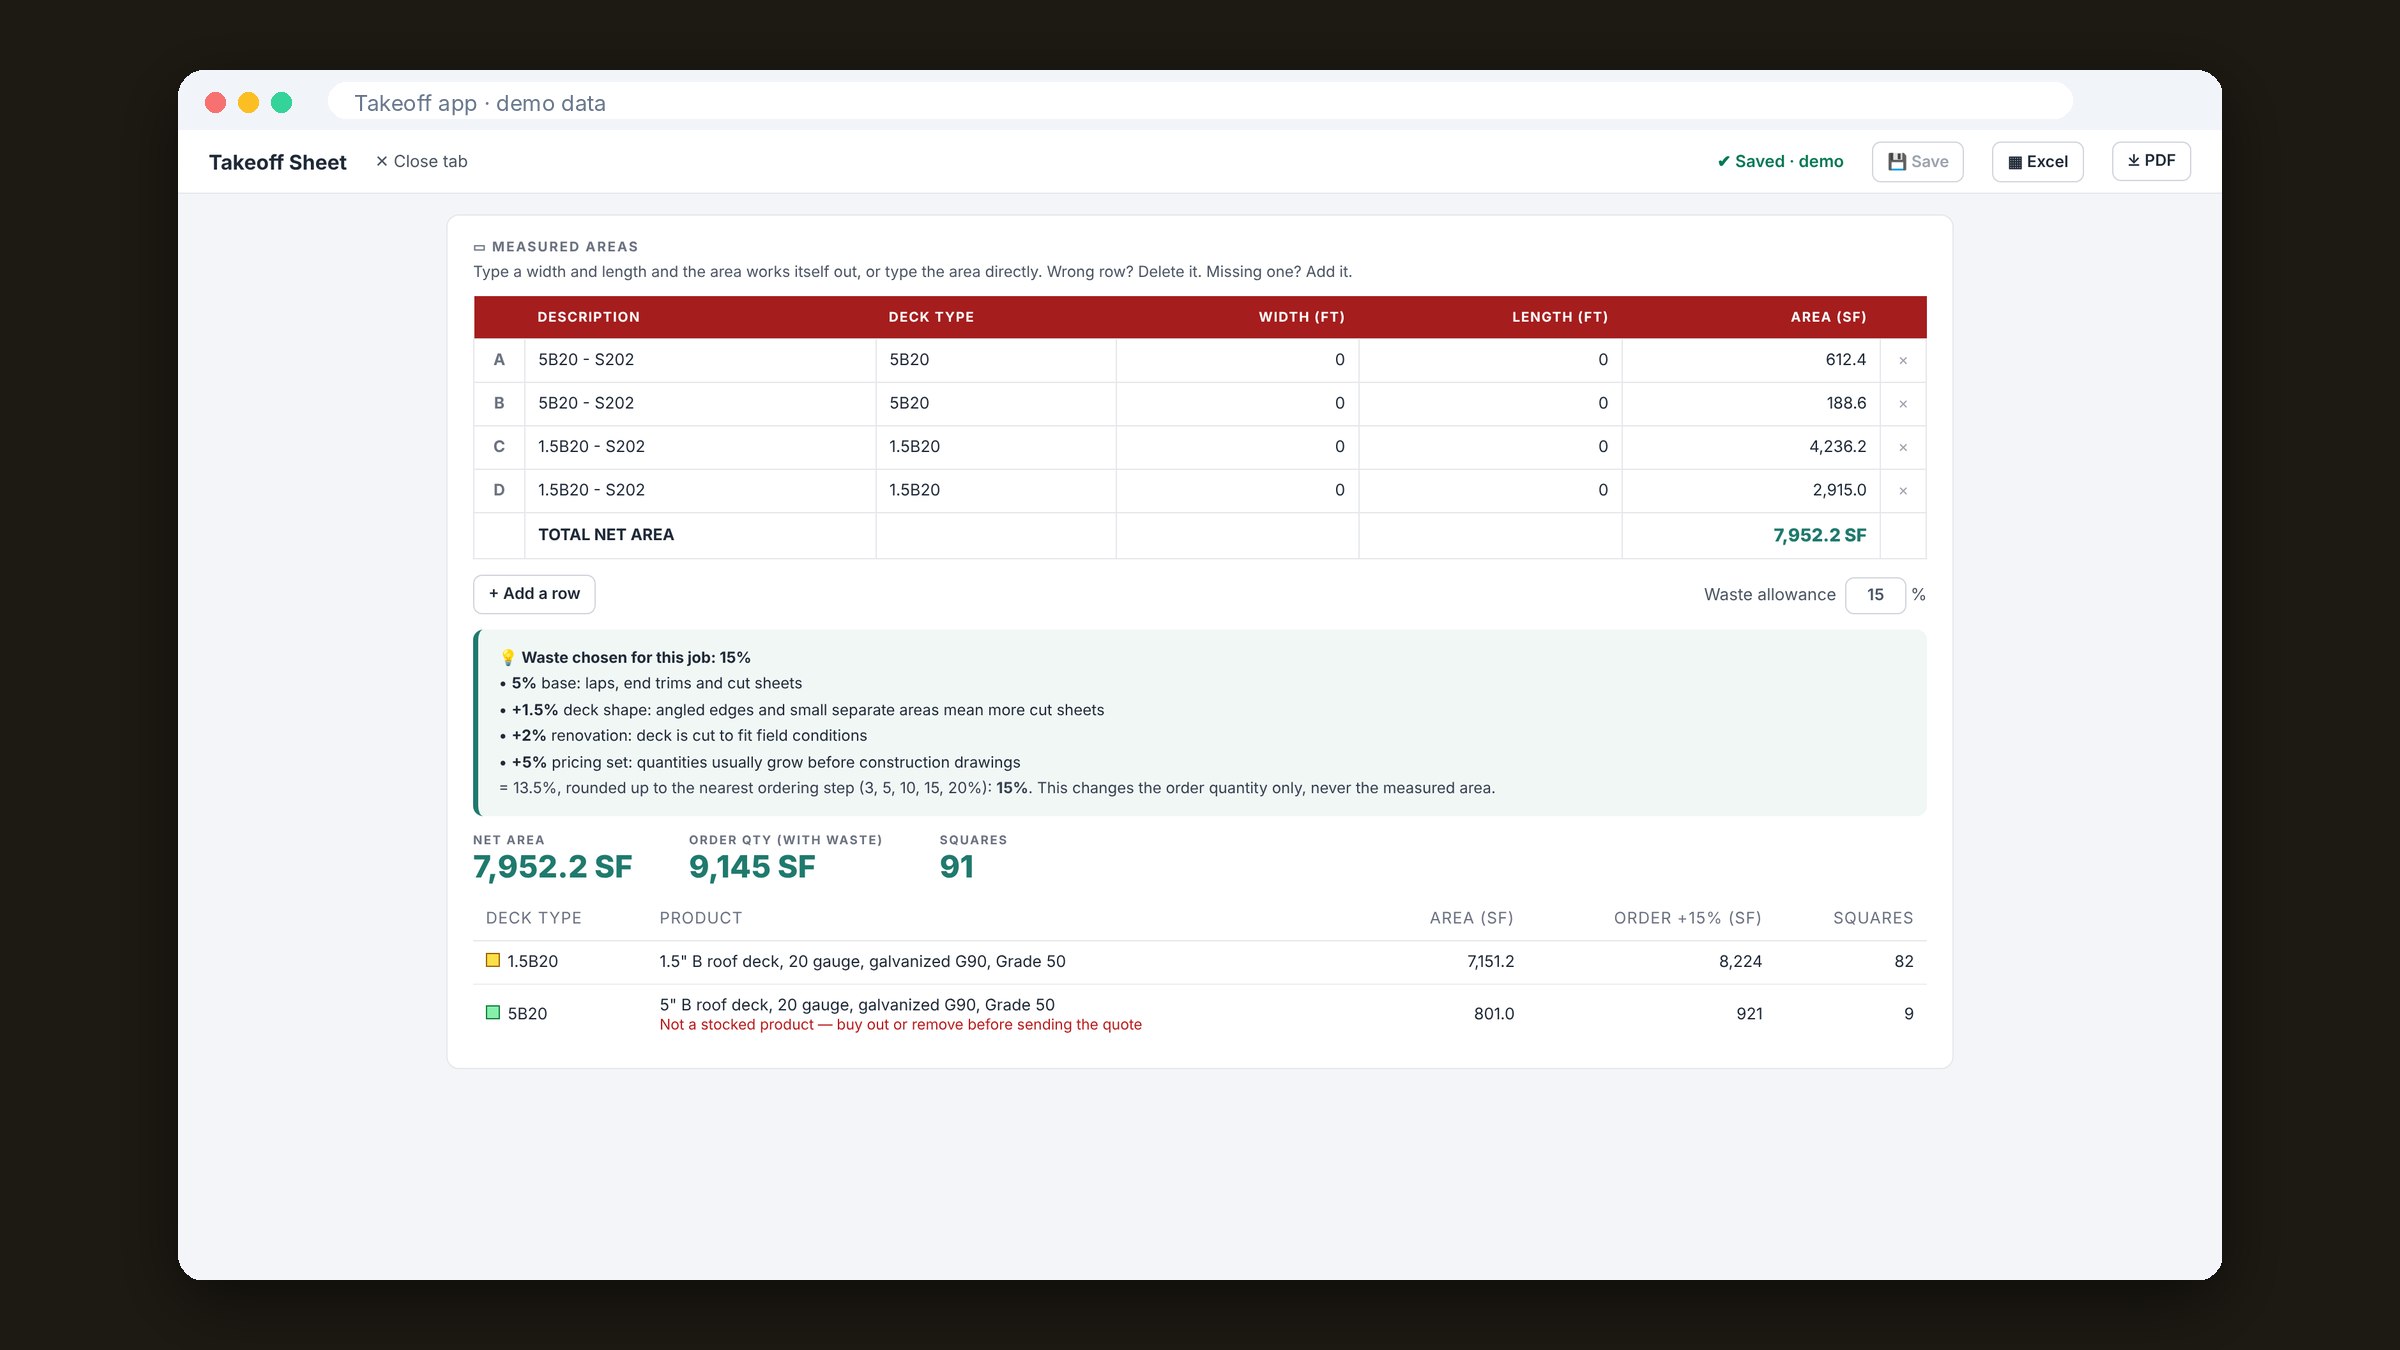 Takeoff app · demo data
Takeoff Sheet ✕ Close tab ✔ Saved · demo 💾 Save ▦ Excel PDF
▭ MEASURED AREAS
Type a width and length and the area works itself out, or type the area directly. Wrong row? Delete it. Missing one? Add it.
DESCRIPTION DECK TYPE WIDTH (FT) LENGTH (FT) AREA (SF)
A 5B20 - S202 5B20 0 0 612.4 ×
B 5B20 - S202 5B20 0 0 188.6 ×
C 1.5B20 - S202 1.5B20 0 0 4,236.2 ×
D 1.5B20 - S202 1.5B20 0 0 2,915.0 ×
TOTAL NET AREA 7,952.2 SF
+ Add a row Waste allowance 15 %
💡 Waste chosen for this job: 15%
• 5% base: laps, end trims and cut sheets
• +1.5% deck shape: angled edges and small separate areas mean more cut sheets
• +2% renovation: deck is cut to fit field conditions
• +5% pricing set: quantities usually grow before construction drawings
= 13.5%, rounded up to the nearest ordering step (3, 5, 10, 15, 20%): 15%. This changes the order quantity only, never the measured area.
NET AREA ORDER QTY (WITH WASTE) SQUARES
7,952.2 SF 9,145 SF 91
DECK TYPE PRODUCT AREA (SF) ORDER +15% (SF) SQUARES
1.5B20 1.5" B roof deck, 20 gauge, galvanized G90, Grade 50 7,151.2 8,224 82
5B20 5" B roof deck, 20 gauge, galvanized G90, Grade 50 801.0 921 9
Not a stocked product — buy out or remove before sending the quote